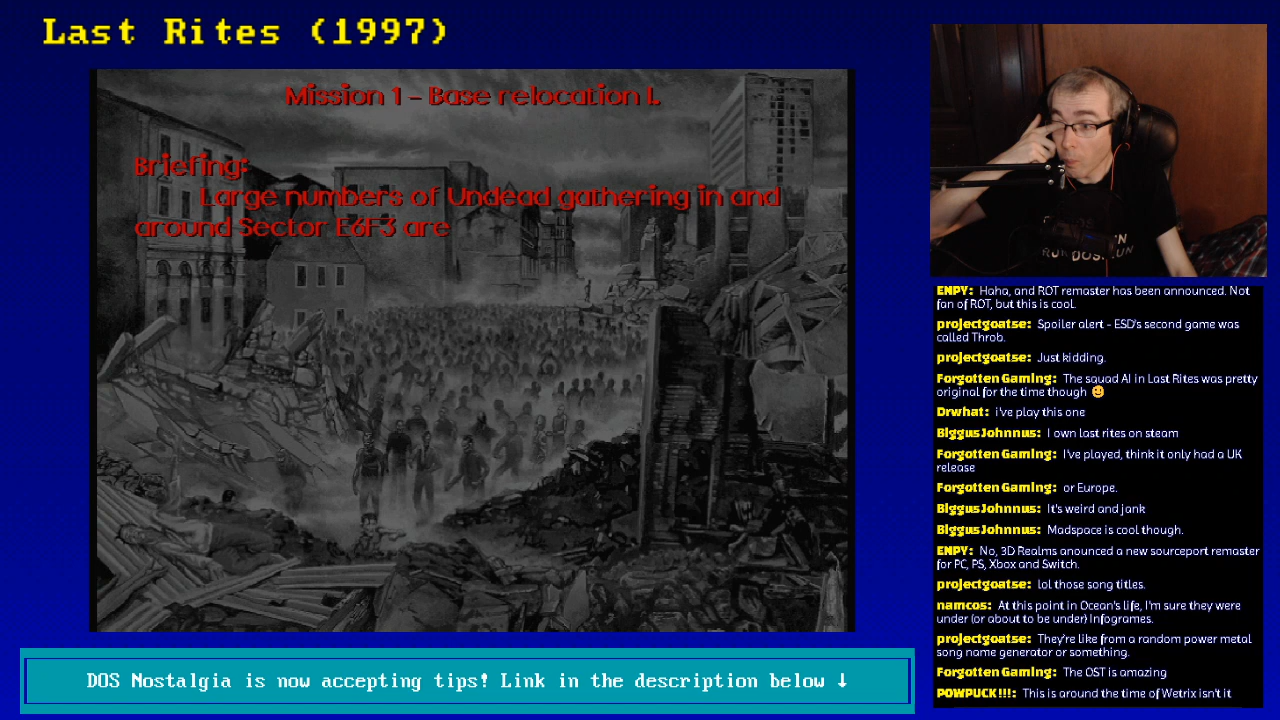 Last Rites (1997)
Mission 1 - Base relocation I.
Briefing:
Large numbers of Undead gathering in and
around Sector E6F3 are
DOS Nostalgia is now accepting tips! Link in the description below ↓
ENPY: Haha, and ROT remaster has been announced. Not
fan of ROT, but this is cool.
projectgoatse: Spoiler alert - ESD's second game was
called Throb.
projectgoatse: Just kidding.
Forgotten Gaming: The squad AI in Last Rites was pretty
original for the time though 🙂
Drwhat: i've play this one
BiggusJohnnus: I own last rites on steam
Forgotten Gaming: I've played, think it only had a UK
release
Forgotten Gaming: or Europe.
BiggusJohnnus: It's weird and jank
BiggusJohnnus: Madspace is cool though.
ENPY: No, 3D Realms anounced a new sourceport remaster
for PC, PS, Xbox and Switch.
projectgoatse: lol those song titles.
namcos: At this point in Ocean's life, I'm sure they were
under (or about to be under) Infogrames.
projectgoatse: They're like from a random power metal
song name generator or something.
Forgotten Gaming: The OST is amazing
POWPUCK!!!: This is around the time of Wetrix isn't it